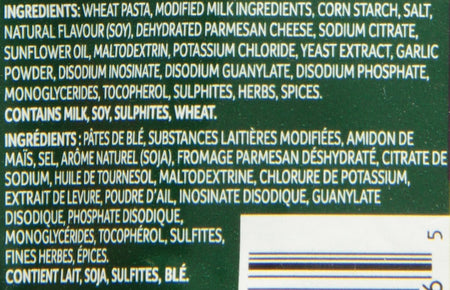 INGREDIENTS: WHEAT PASTA, MODIFIED MILK INGREDIENTS, CORN STARCH, SALT,
NATURAL FLAVOUR (SOY), DEHYDRATED PARMESAN CHEESE, SODIUM CITRATE,
SUNFLOWER OIL, MALTODEXTRIN, POTASSIUM CHLORIDE, YEAST EXTRACT, GARLIC
POWDER, DISODIUM INOSINATE, DISODIUM GUANYLATE, DISODIUM PHOSPHATE,
MONOGLYCERIDES, TOCOPHEROL, SULPHITES, HERBS, SPICES.
CONTAINS MILK, SOY, SULPHITES, WHEAT.
INGRÉDIENTS : PÂTES DE BLÉ, SUBSTANCES LAITIÈRES MODIFIÉES, AMIDON DE
MAÏS, SEL, ARÔME NATUREL (SOJA), FROMAGE PARMESAN DÉSHYDRATÉ, CITRATE DE
SODIUM, HUILE DE TOURNESOL, MALTODEXTRINE, CHLORURE DE POTASSIUM,
EXTRAIT DE LEVURE, POUDRE D'AIL, INOSINATE DISODIQUE, GUANYLATE
DISODIQUE, PHOSPHATE DISODIQUE,
MONOGLYCÉRIDES, TOCOPHÉROL, SULFITES,
FINES HERBES, ÉPICES.
CONTIENT LAIT, SOJA, SULFITES, BLÉ.
5
6